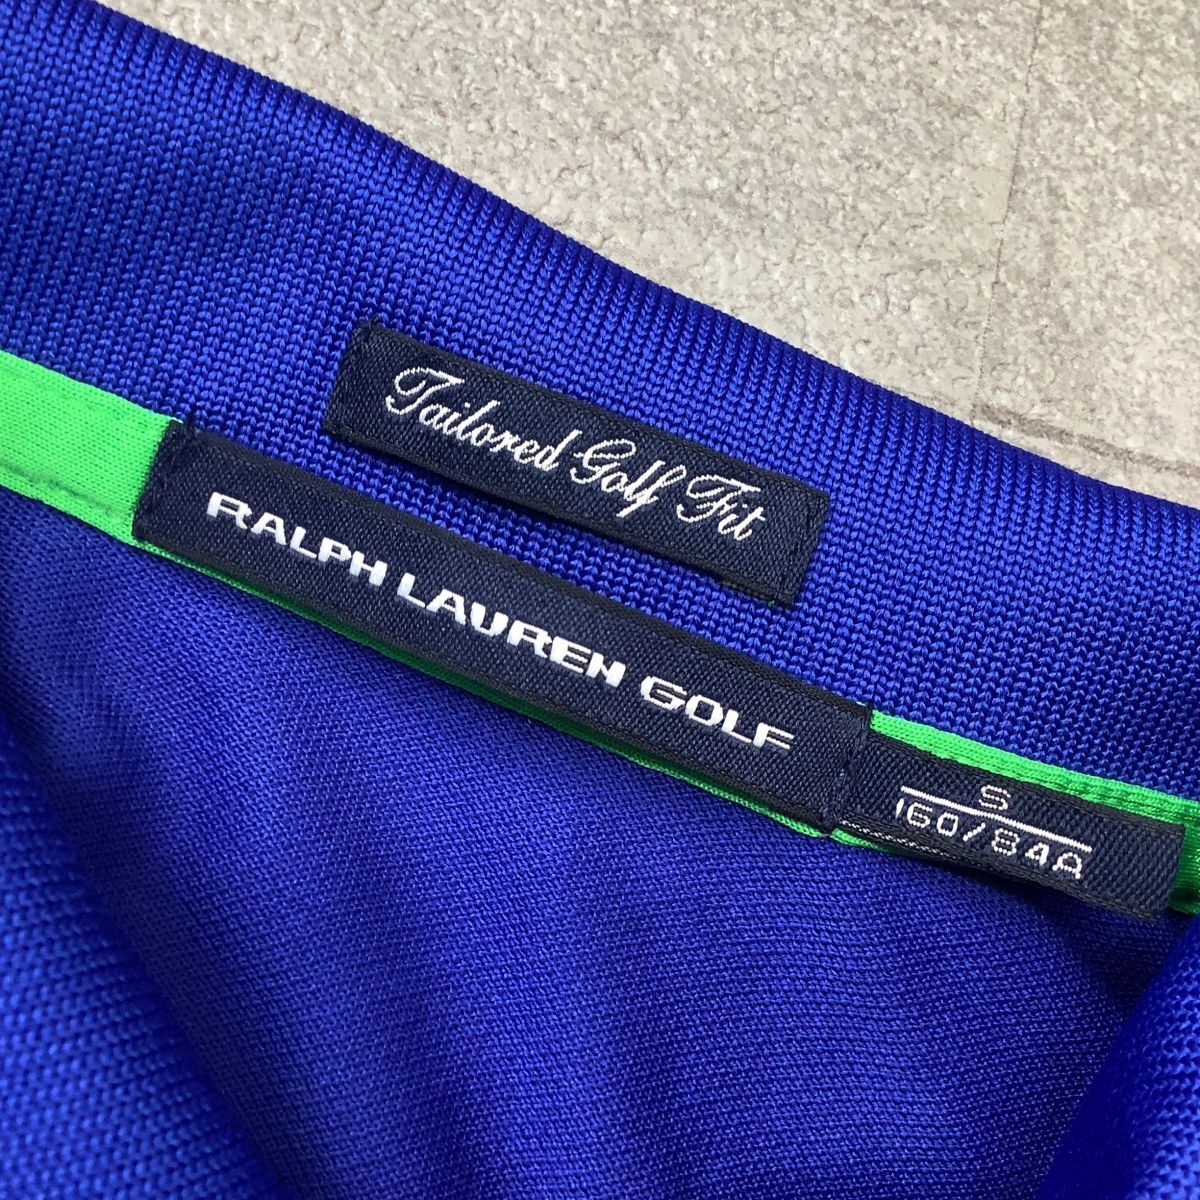 Tailored Golf Fit
RALPH LAUREN GOLF
S
160/84A